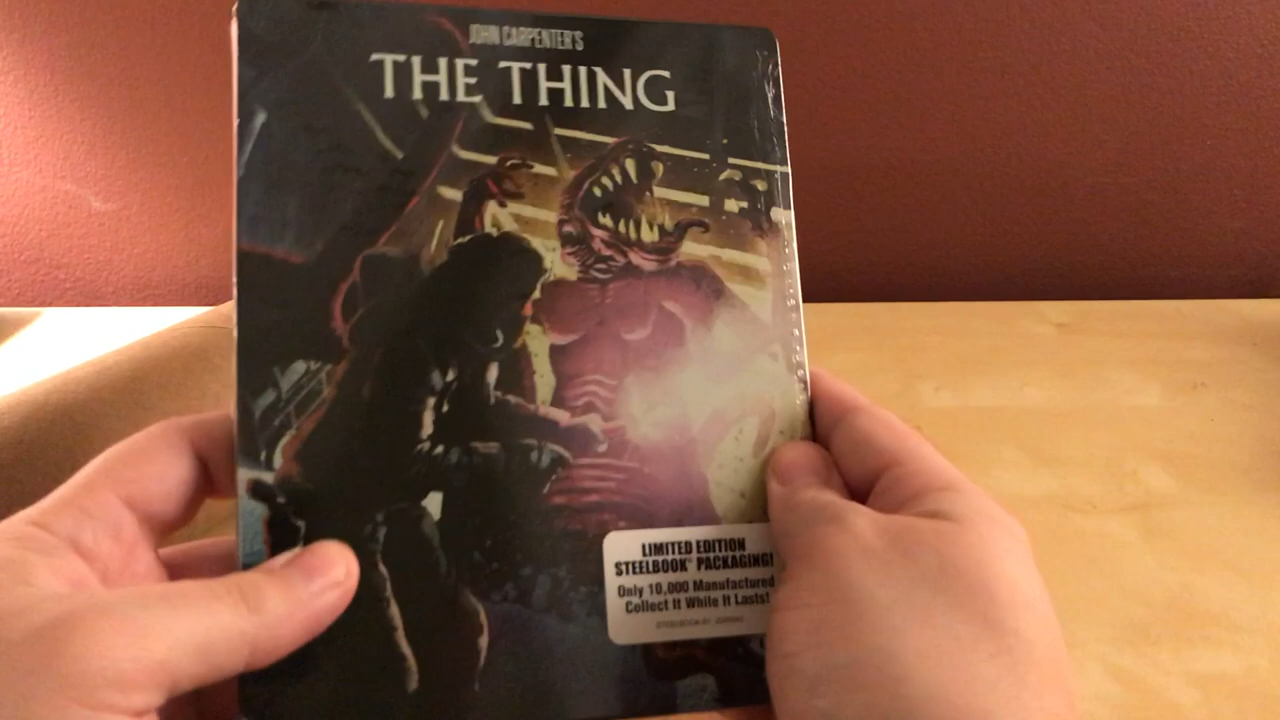 JOHN CARPENTER'S
THE THING
LIMITED EDITION
STEELBOOK® PACKAGING!
Only 10,000 Manufactured
Collect It While It Lasts!